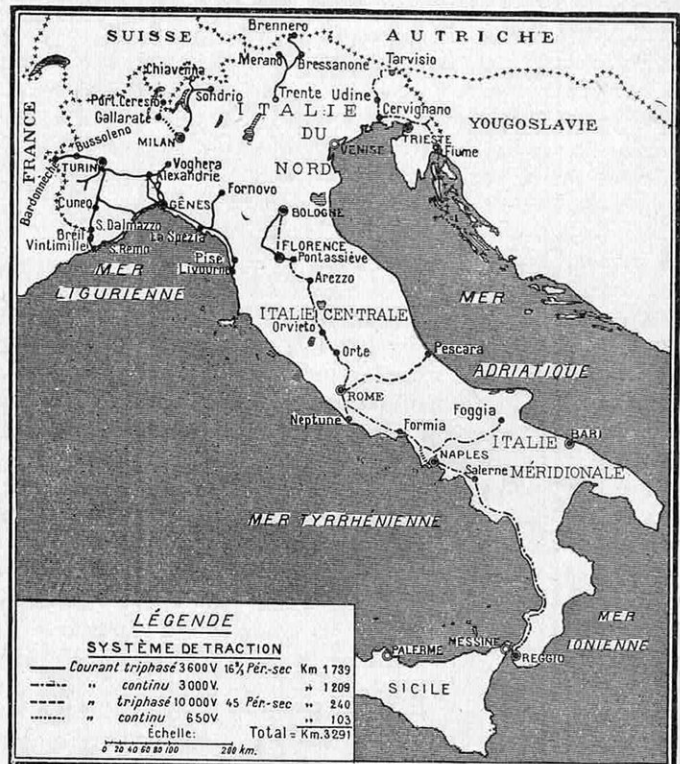 Brennero
SUISSE
AUTRICHE
Merano
Bressanone
Tarvisio
Chiavenna
Sondrio
Trente
Udine
Port. Ceresio
ITALIE
Cervignano
Gallarate
YOUGOSLAVIE
FRANCE
MILAN
DU
TRIESTE
VENISE
Fiume
Bussoleno
Voghera
NORD
Bardonnech
TURIN
Alexandrie
Fornovo
Cuneo
GÊNES
BOLOGNE
S. Dalmazzo
Breil
La Spezia
FLORENCE
Vintimille
S. Remo
Pontassiève
Pise
MER
Livourne
Arezzo
LIGURIENNE
MER
ITALIE CENTRALE
Orvieto
Orte
Pescara
ADRIATIQUE
ROME
Neptune
Formia
Foggia
ITALIE
BARI
NAPLES
Salerne
MÉRIDIONALE
MER TYRRHÉNIENNE
MER
IONIENNE
PALERME
MESSINE
REGGIO
SICILE
LÉGENDE
SYSTÈME DE TRACTION
Courant triphasé 3600V 16⅔ Pér.-sec Km 1739
" continu 3000V. " 1209
" triphasé 10000V 45 Pér.-sec " 240
" continu 650V " 103
Échelle: Total = Km.3291
0 20 40 60 80 100 200 km.